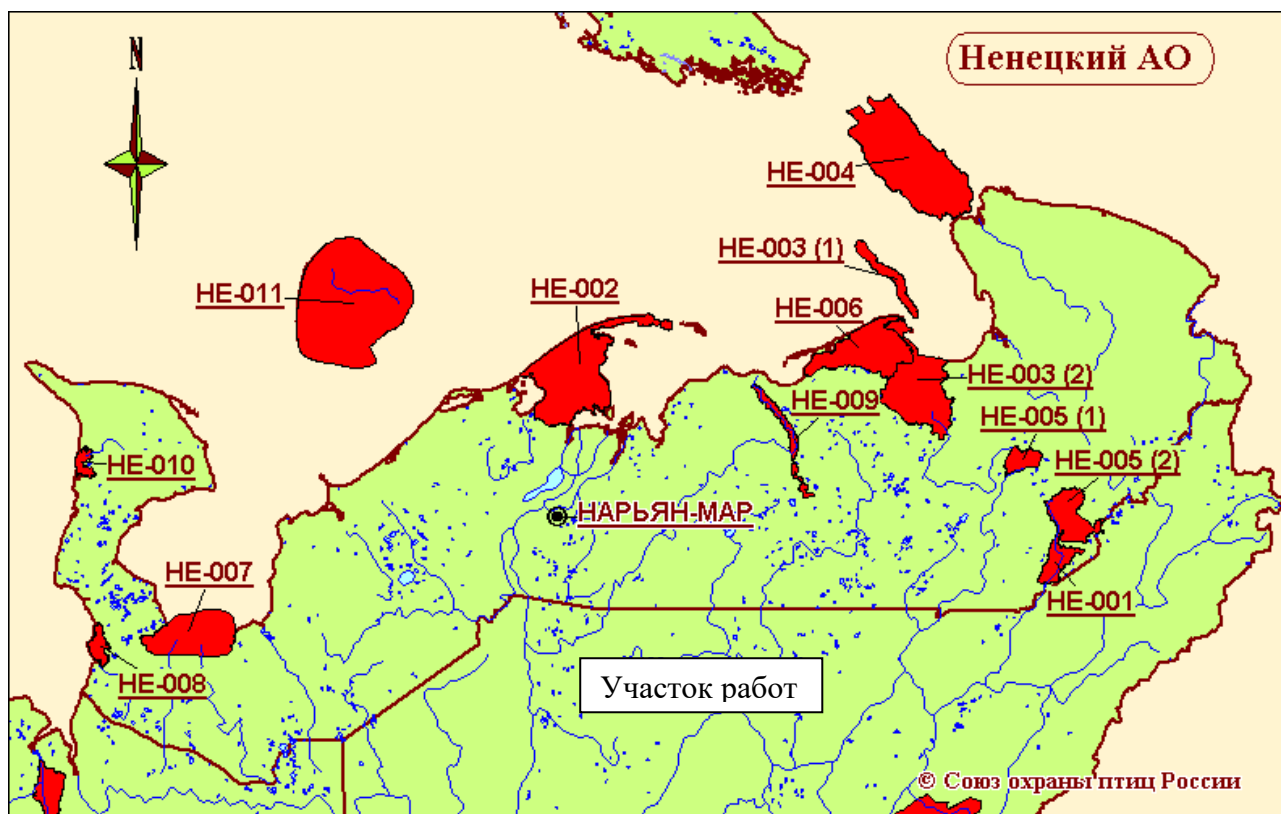 N
Ненецкий АО
НЕ-004
НЕ-003 (1)
НЕ-011
НЕ-002
НЕ-006
НЕ-003 (2)
НЕ-009
НЕ-005 (1)
НЕ-005 (2)
НЕ-010
НАРЬЯН-МАР
НЕ-007
НЕ-001
НЕ-008
Участок работ
© Союз охраны птиц России